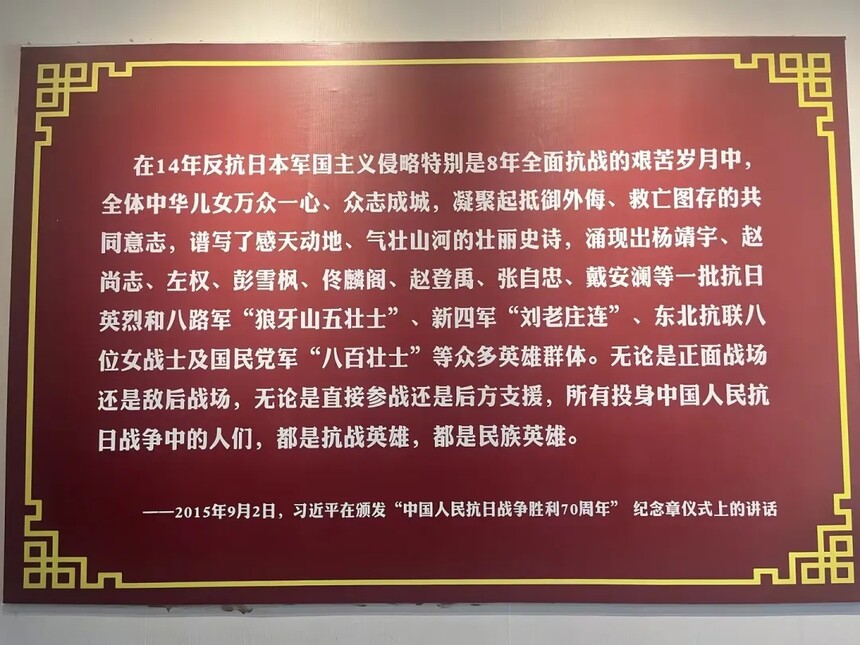 在14年反抗日本军国主义侵略特别是8年全面抗战的艰苦岁月中，
全体中华儿女万众一心、众志成城，凝聚起抵御外侮、救亡图存的共
同意志，谱写了感天动地、气壮山河的壮丽史诗，涌现出杨靖宇、赵
尚志、左权、彭雪枫、佟麟阁、赵登禹、张自忠、戴安澜等一批抗日
英烈和八路军“狼牙山五壮士”、新四军“刘老庄连”、东北抗联八
位女战士及国民党军“八百壮士”等众多英雄群体。无论是正面战场
还是敌后战场，无论是直接参战还是后方支援，所有投身中国人民抗
日战争中的人们，都是抗战英雄，都是民族英雄。
——2015年9月2日，习近平在颁发“中国人民抗日战争胜利70周年” 纪念章仪式上的讲话